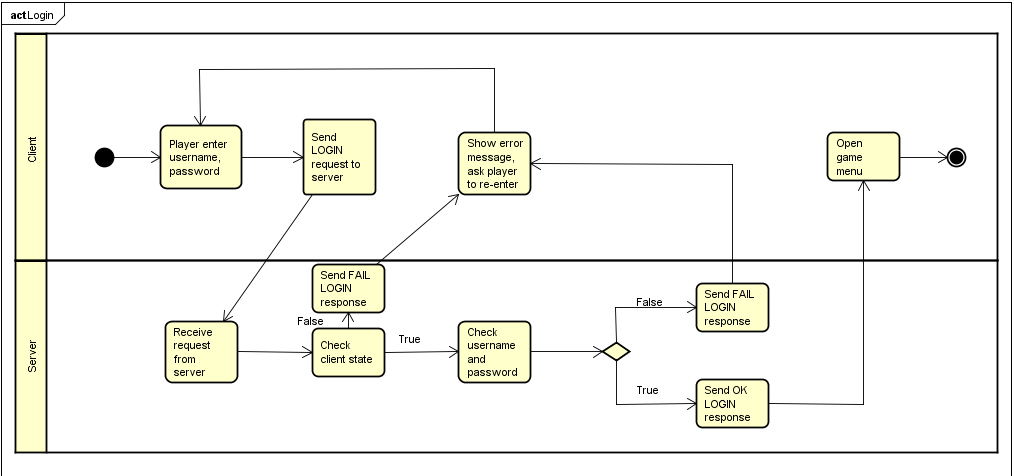 act Login
Client
Player enter
username,
password
Send
LOGIN
request to
server
Show error
message,
ask player
to re-enter
Open
game
menu
Server
Receive
request
from
server
Send FAIL
LOGIN
response
False
Check
client state
True
Check
username
and
password
False
Send FAIL
LOGIN
response
True
Send OK
LOGIN
response